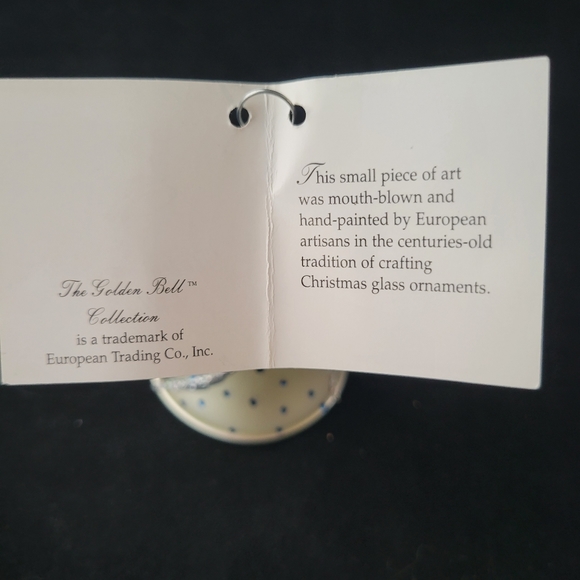 The Golden Bell™
Collection
is a trademark of
European Trading Co., Inc.
This small piece of art
was mouth-blown and
hand-painted by European
artisans in the centuries-old
tradition of crafting
Christmas glass ornaments.